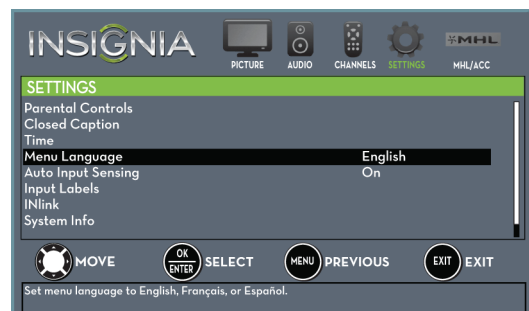 INSIGNIA
PICTURE AUDIO CHANNELS SETTINGS MHL/ACC
MHL
SETTINGS
Parental Controls
Closed Caption
Time
Menu Language English
Auto Input Sensing On
Input Labels
INlink
System Info
MOVE OK ENTER SELECT MENU PREVIOUS EXIT EXIT
Set menu language to English, Français, or Español.